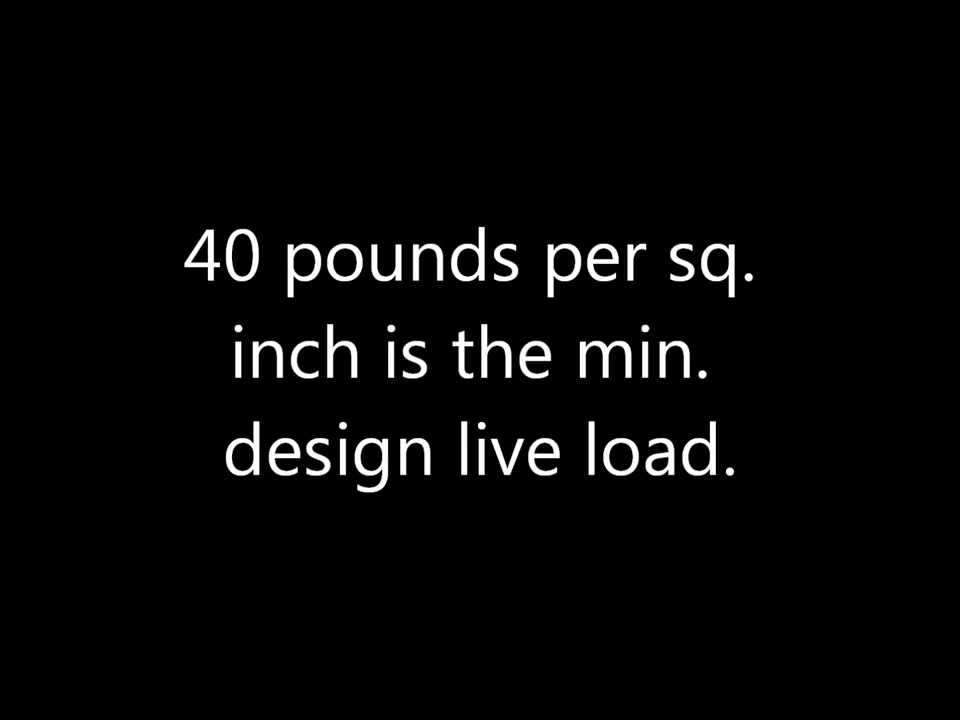 40 pounds per sq.
inch is the min.
design live load.